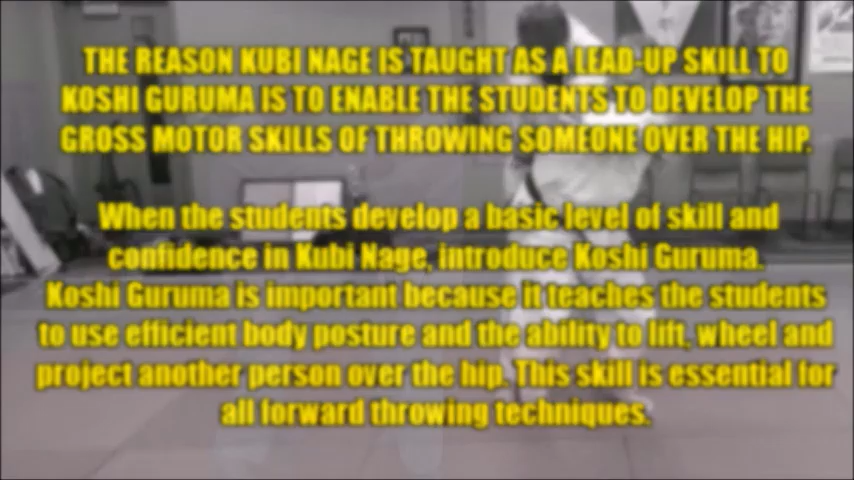 THE REASON KUBI NAGE IS TAUGHT AS A LEAD-UP SKILL TO
KOSHI GURUMA IS TO ENABLE THE STUDENTS TO DEVELOP THE
GROSS MOTOR SKILLS OF THROWING SOMEONE OVER THE HIP.
When the students develop a basic level of skill and
confidence in Kubi Nage, introduce Koshi Guruma.
Koshi Guruma is important because it teaches the students
to use efficient body posture and the ability to lift, wheel and
project another person over the hip. This skill is essential for
all forward throwing techniques.